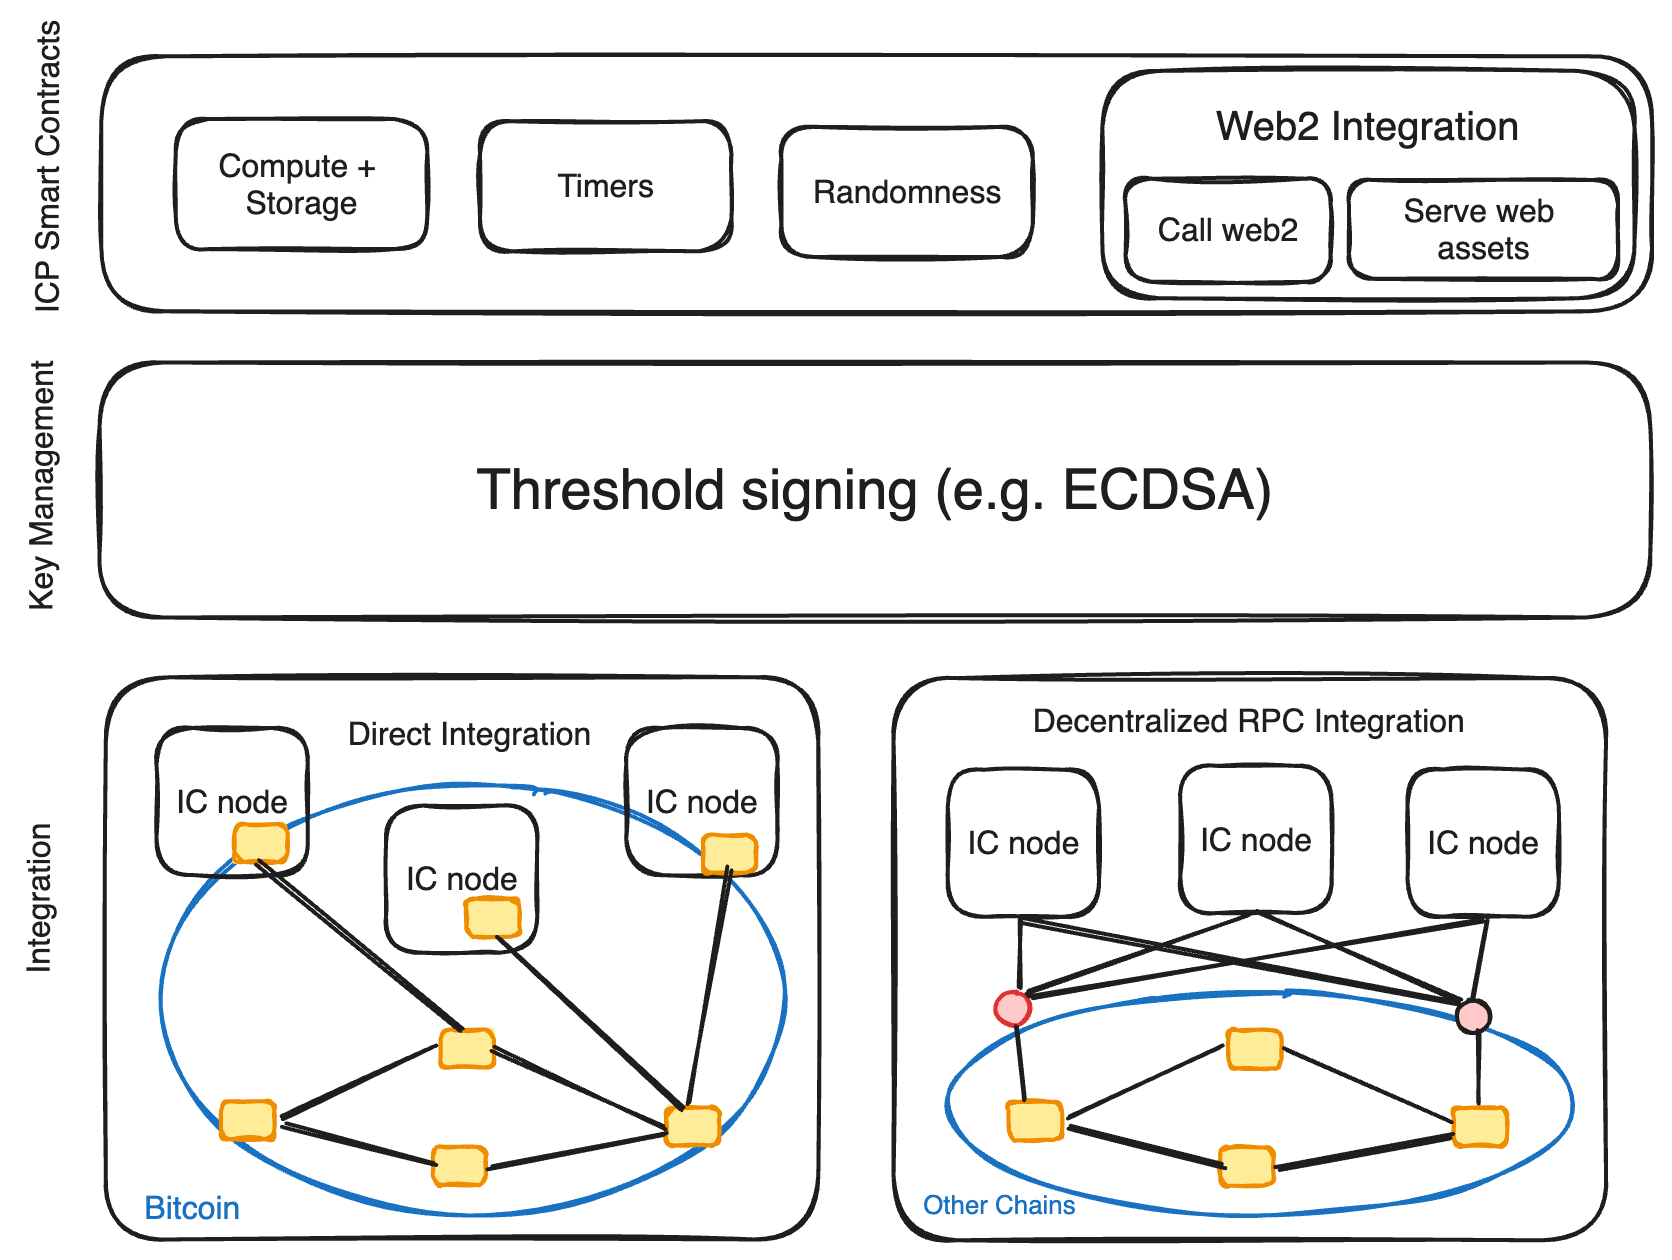 ICP Smart Contracts
Compute +
Storage
Timers
Randomness
Web2 Integration
Call web2
Serve web
assets
Key Management
Threshold signing (e.g. ECDSA)
Integration
Direct Integration
IC node
IC node
IC node
Bitcoin
Decentralized RPC Integration
IC node
IC node
IC node
Other Chains